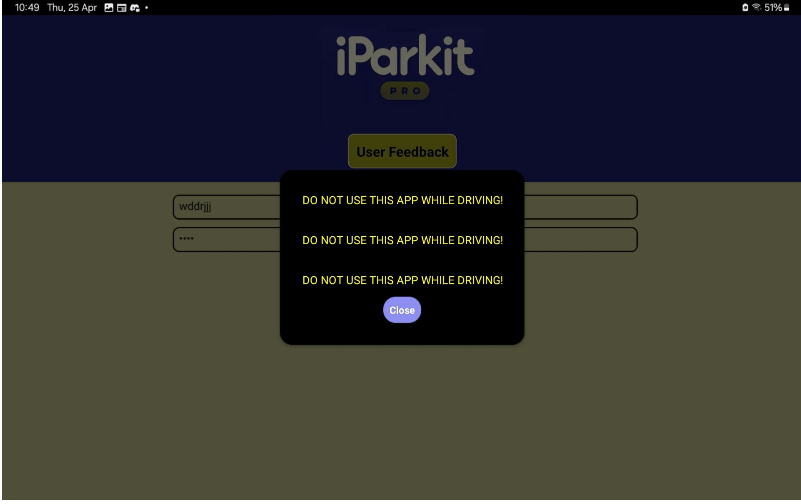 10:49 Thu, 25 Apr 51%
iParkit
PRO
User Feedback
DO NOT USE THIS APP WHILE DRIVING!
wddrjjj
DO NOT USE THIS APP WHILE DRIVING!
••••
DO NOT USE THIS APP WHILE DRIVING!
Close